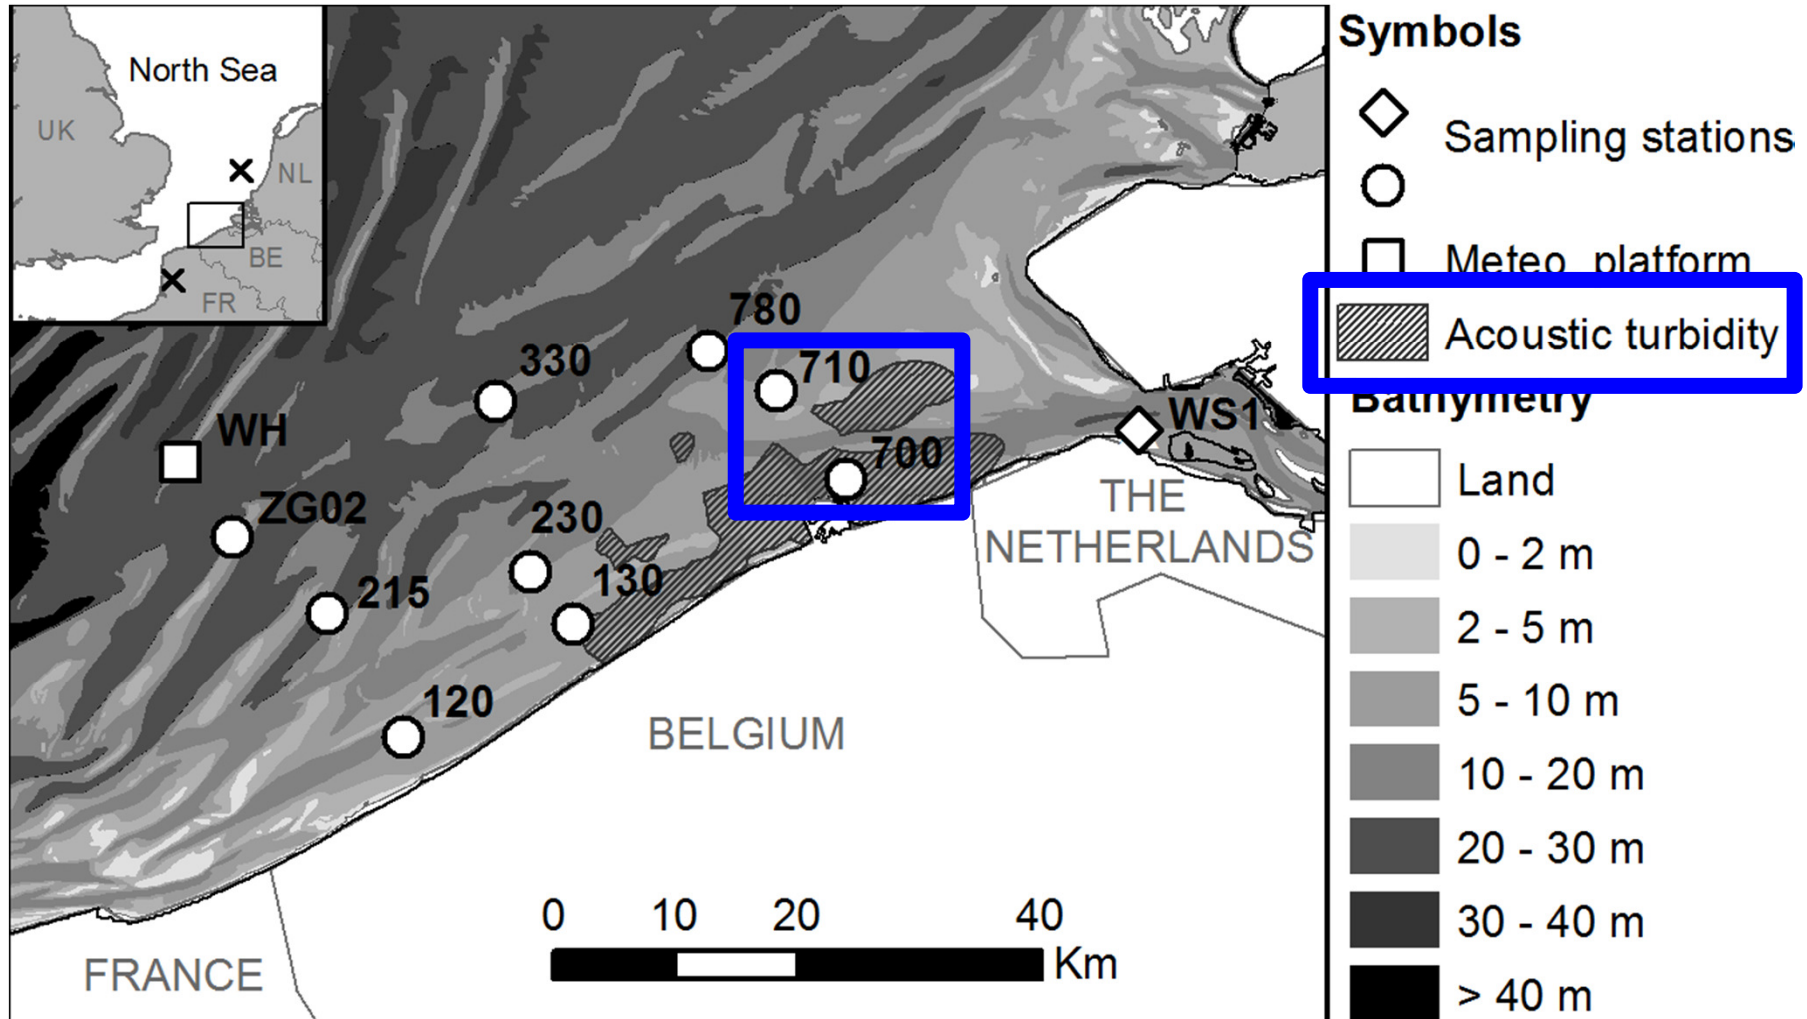 North Sea
UK
NL
BE
FR
780
710
330
WH
700
WS1
ZG02
230
THE
NETHERLANDS
130
215
120
BELGIUM
0 10 20 40
Km
FRANCE
Symbols
Sampling stations
Meteo. platform
Acoustic turbidity
Bathymetry
Land
0 - 2 m
2 - 5 m
5 - 10 m
10 - 20 m
20 - 30 m
30 - 40 m
> 40 m